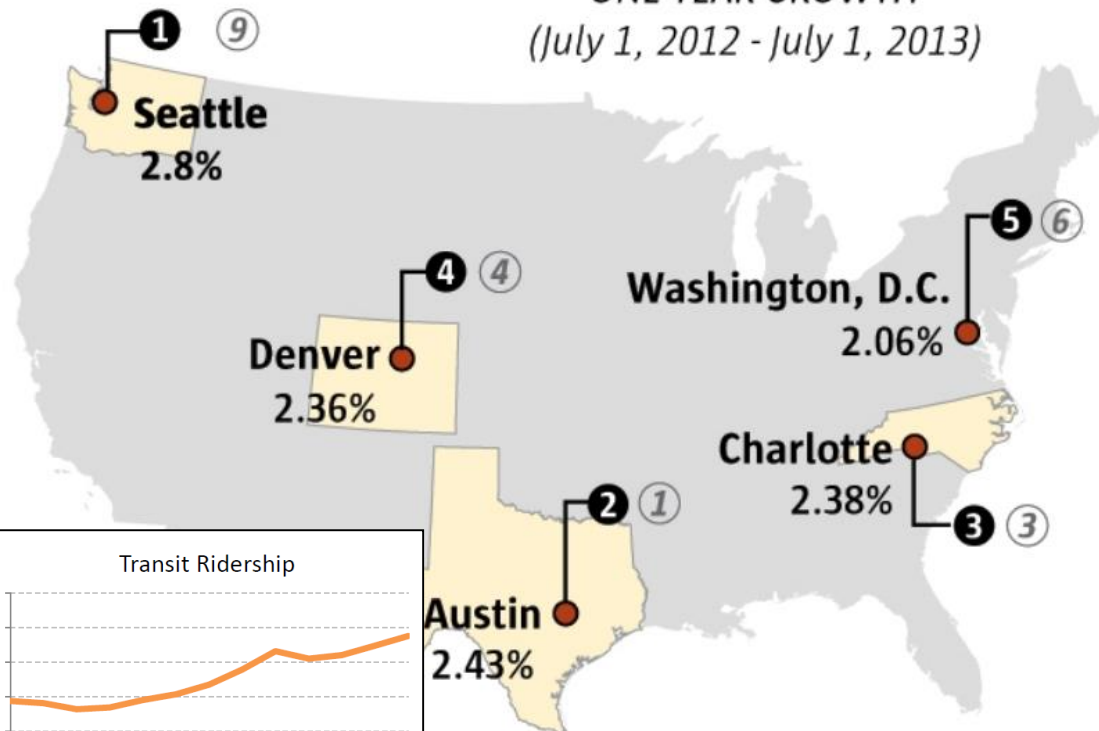 (July 1, 2012 - July 1, 2013)
1 9
Seattle
2.8%
5 6
4 4
Washington, D.C.
2.06%
Denver
2.36%
Charlotte
2.38%
2 1
3 3
Transit Ridership
Austin
2.43%